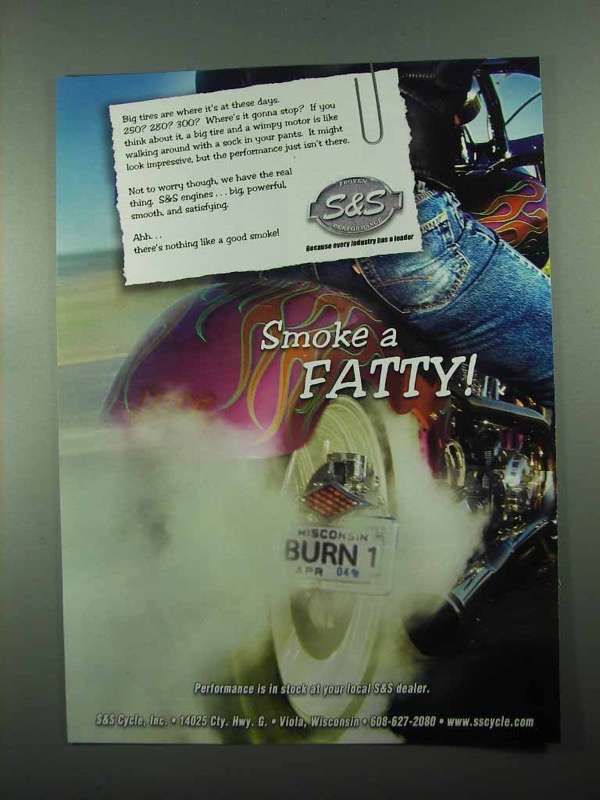 Big tires are where it's at these days.
250? 280? 300? Where's it gonna stop? If you
think about it, a big tire and a wimpy motor is like
walking around with a sock in your pants. It might
look impressive, but the performance just isn't there.
Not to worry though, we have the real
thing. S&S engines . . . big, powerful,
smooth, and satisfying.
Ahh. . .
there's nothing like a good smoke!
PROVEN
S&S
PERFORMANCE
Because every industry has a leader
Smoke a
FATTY!
WISCONSIN
BURN 1
APR 04
Performance is in stock at your local S&S dealer.
S&S Cycle, Inc. • 14025 Cty. Hwy. G. • Viola, Wisconsin • 608-627-2080 • www.sscycle.com